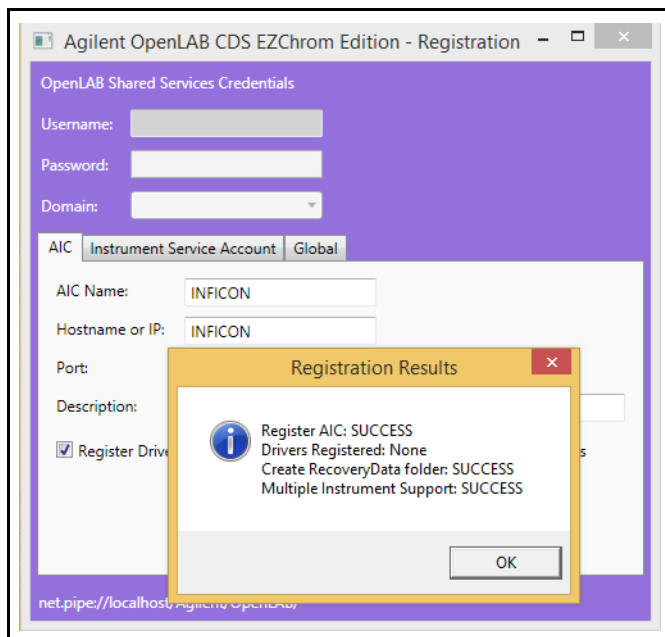 Agilent OpenLAB CDS EZChrom Edition - Registration
OpenLAB Shared Services Credentials
Username:
Password:
Domain:
AIC Instrument Service Account Global
AIC Name: INFICON
Hostname or IP: INFICON
Port:
Description:
Register Drive
Registration Results
Register AIC: SUCCESS
Drivers Registered: None
Create RecoveryData folder: SUCCESS
Multiple Instrument Support: SUCCESS
OK
s
net.pipe://localhost/Agilent/OpenLAB/